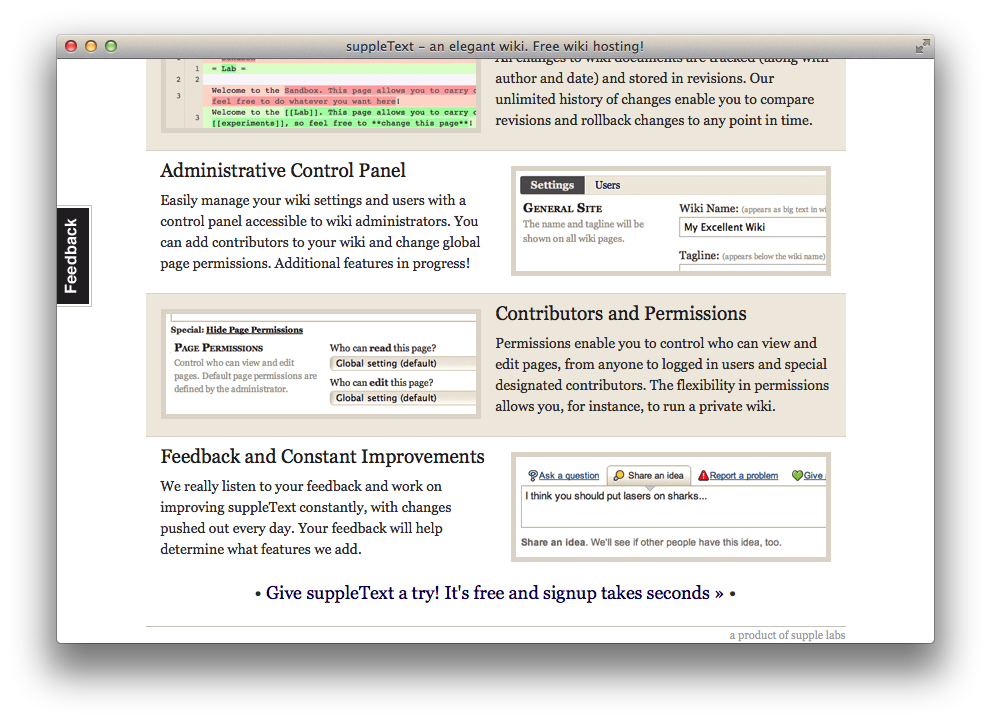 suppleText – an elegant wiki. Free wiki hosting!
1 = Lab =
2 2
3 Welcome to the Sandbox. This page allows you to carry
feel free to do whatever you want here!
3 Welcome to the [[Lab]]. This page allows you to carry
[[experiments]], so feel free to **change this page**!
All changes to wiki documents are tracked (along with
author and date) and stored in revisions. Our
unlimited history of changes enable you to compare
revisions and rollback changes to any point in time.
Administrative Control Panel
Easily manage your wiki settings and users with a
control panel accessible to wiki administrators. You
can add contributors to your wiki and change global
page permissions. Additional features in progress!
Settings Users
General Site
The name and tagline will be
shown on all wiki pages.
Wiki Name: (appears as big text in
My Excellent Wiki
Tagline: (appears below the wiki name)
Feedback
Special: Hide Page Permissions
Page Permissions
Control who can view and edit
pages. Default page permissions are
defined by the administrator.
Who can read this page?
Global setting (default)
Who can edit this page?
Global setting (default)
Contributors and Permissions
Permissions enable you to control who can view and
edit pages, from anyone to logged in users and special
designated contributors. The flexibility in permissions
allows you, for instance, to run a private wiki.
Feedback and Constant Improvements
We really listen to your feedback and work on
improving suppleText constantly, with changes
pushed out every day. Your feedback will help
determine what features we add.
Ask a question Share an idea Report a problem Give
I think you should put lasers on sharks...
Share an idea. We'll see if other people have this idea, too.
• Give suppleText a try! It's free and signup takes seconds » •
a product of supple labs